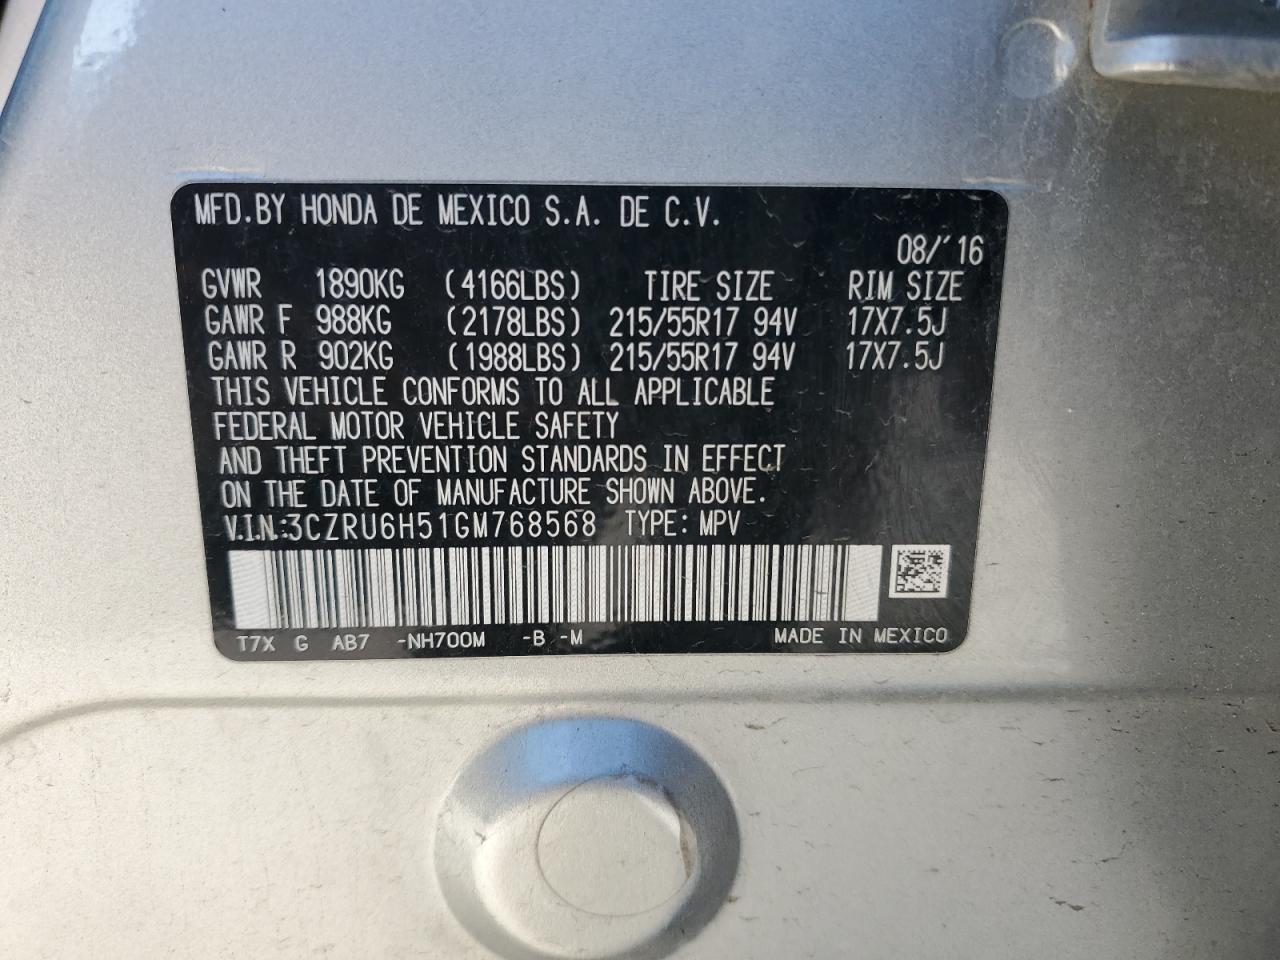 MFD.BY HONDA DE MEXICO S.A. DE C.V.
08/'16
GVWR 1890KG (4166LBS) TIRE SIZE RIM SIZE
GAWR F 988KG (2178LBS) 215/55R17 94V 17X7.5J
GAWR R 902KG (1988LBS) 215/55R17 94V 17X7.5J
THIS VEHICLE CONFORMS TO ALL APPLICABLE
FEDERAL MOTOR VEHICLE SAFETY
AND THEFT PREVENTION STANDARDS IN EFFECT
ON THE DATE OF MANUFACTURE SHOWN ABOVE.
V.I.N.:3CZRU6H51GM768568 TYPE: MPV
T7X G AB7 -NH700M -B -M MADE IN MEXICO